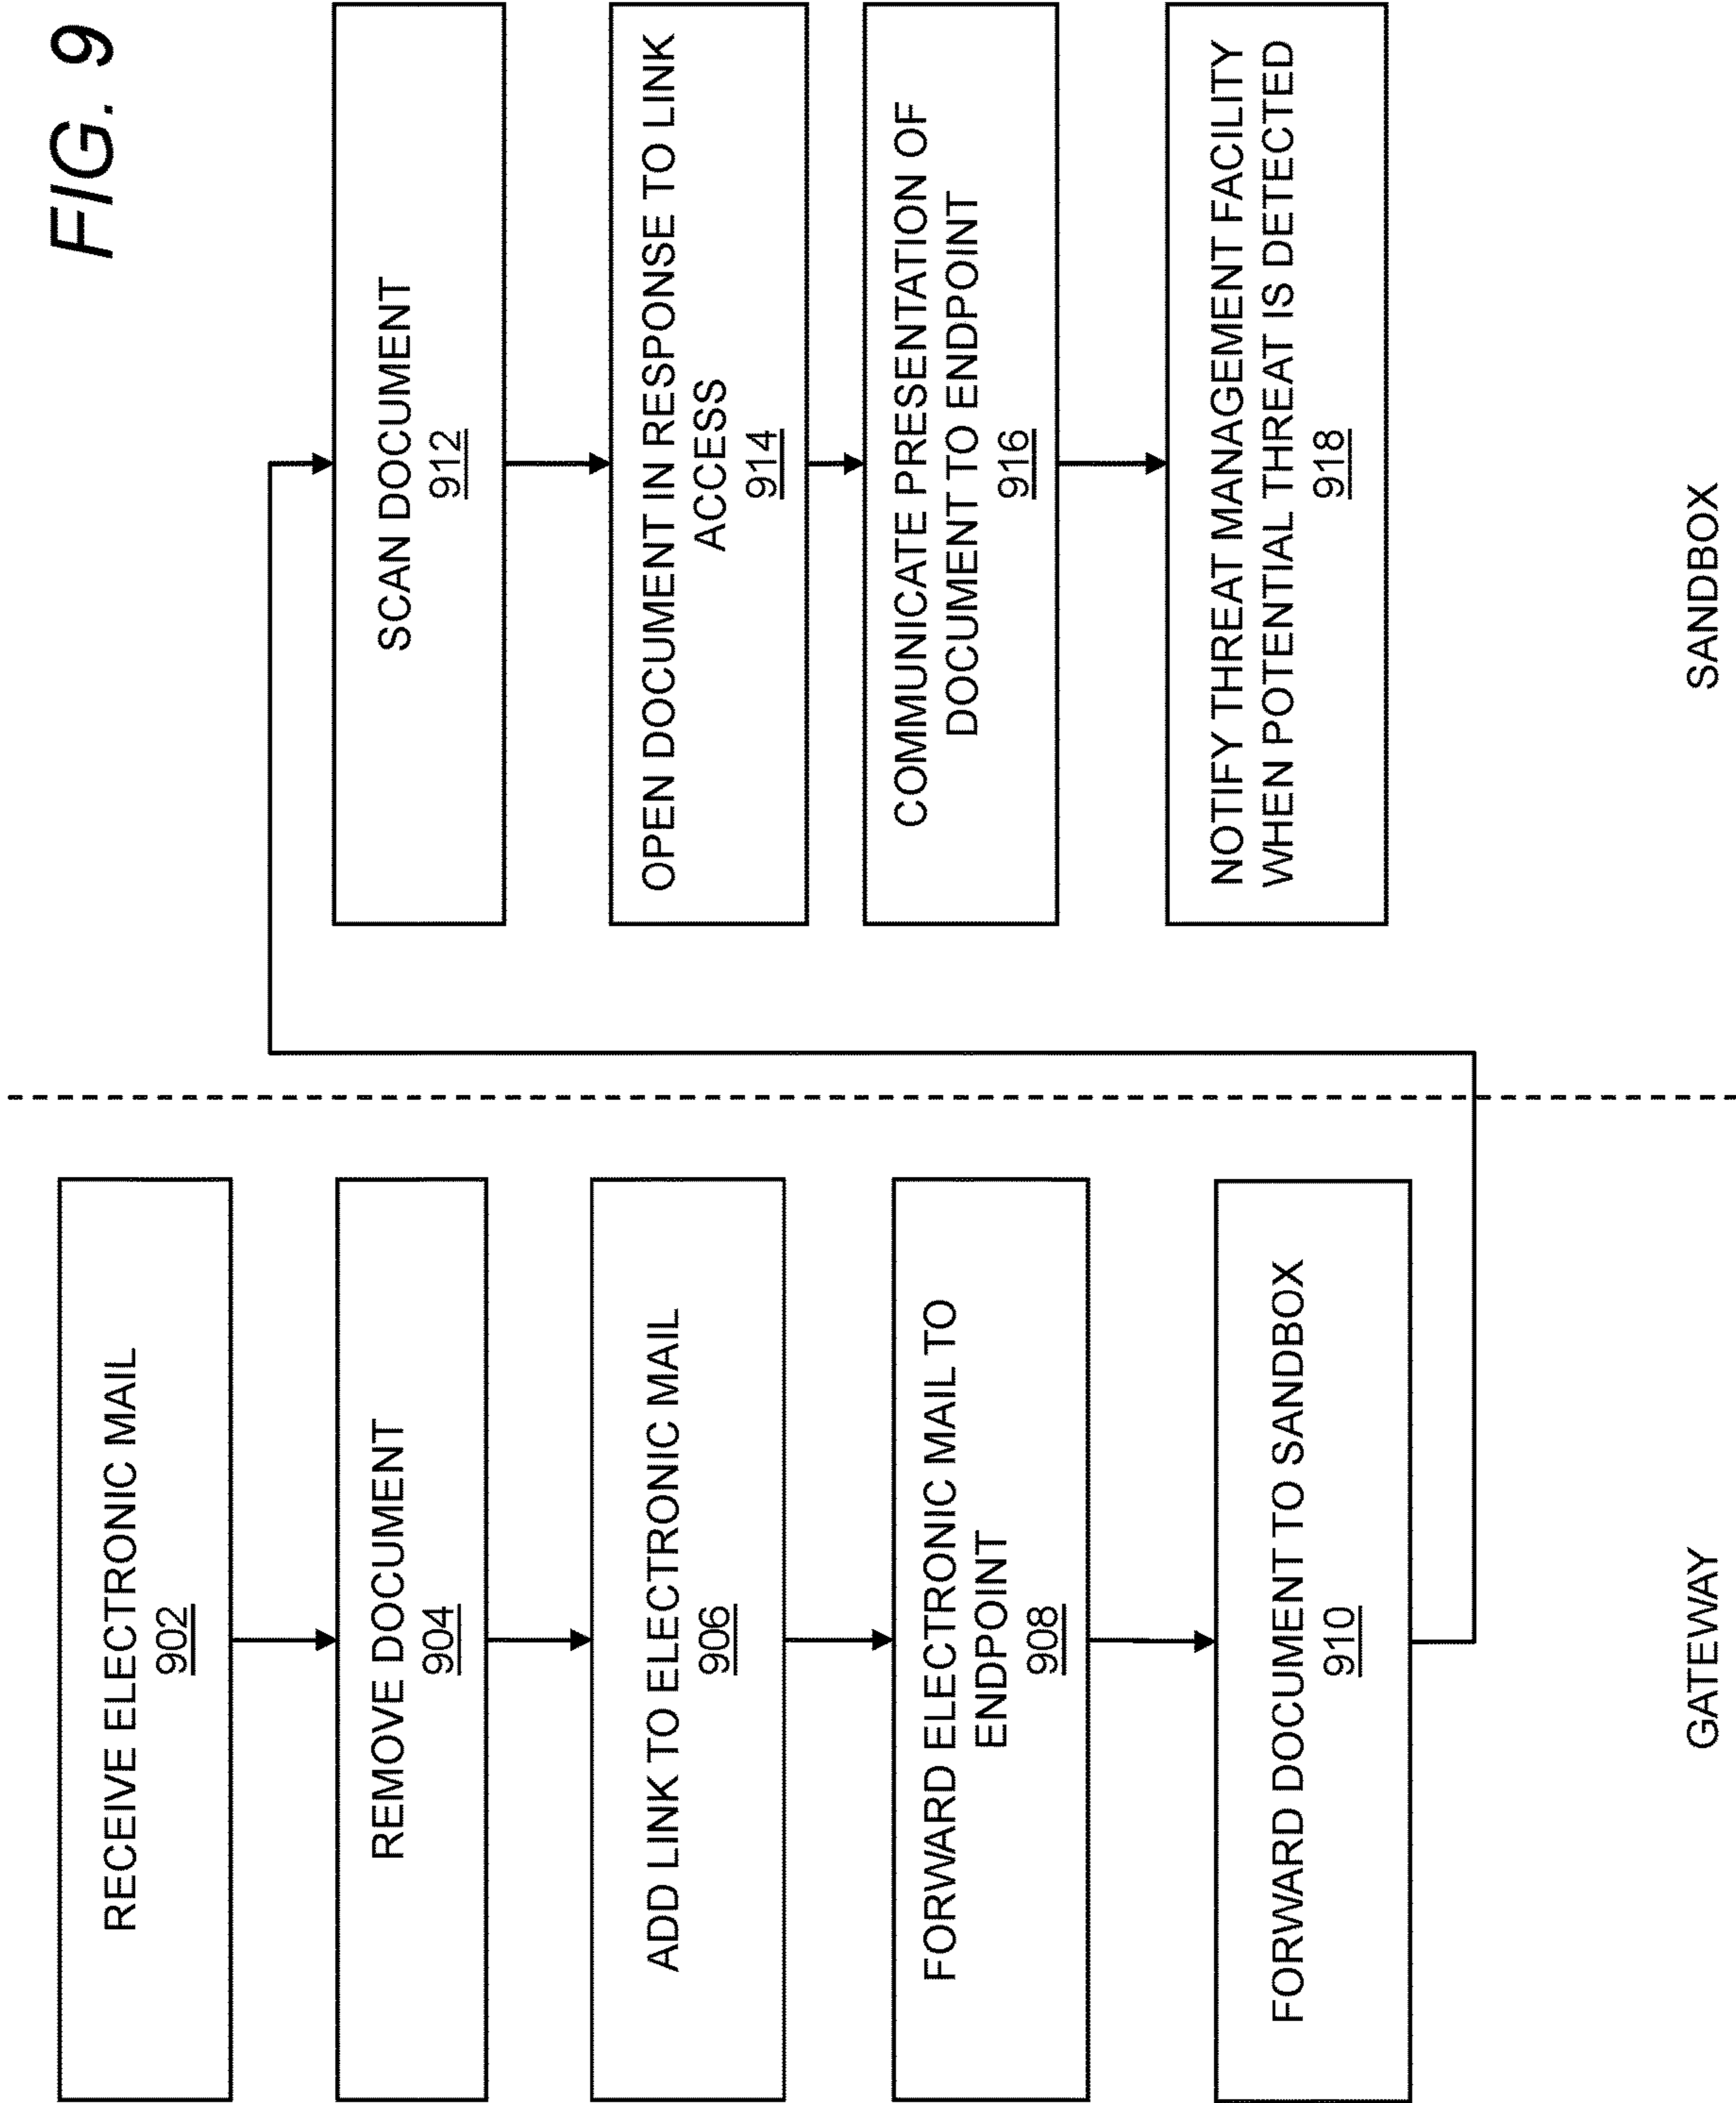 FIG. 9
RECEIVE ELECTRONIC MAIL
902
REMOVE DOCUMENT
904
ADD LINK TO ELECTRONIC MAIL
906
FORWARD ELECTRONIC MAIL TO
ENDPOINT
908
FORWARD DOCUMENT TO SANDBOX
910
GATEWAY
SCAN DOCUMENT
912
OPEN DOCUMENT IN RESPONSE TO LINK
ACCESS
914
COMMUNICATE PRESENTATION OF
DOCUMENT TO ENDPOINT
916
NOTIFY THREAT MANAGEMENT FACILITY
WHEN POTENTIAL THREAT IS DETECTED
918
SANDBOX